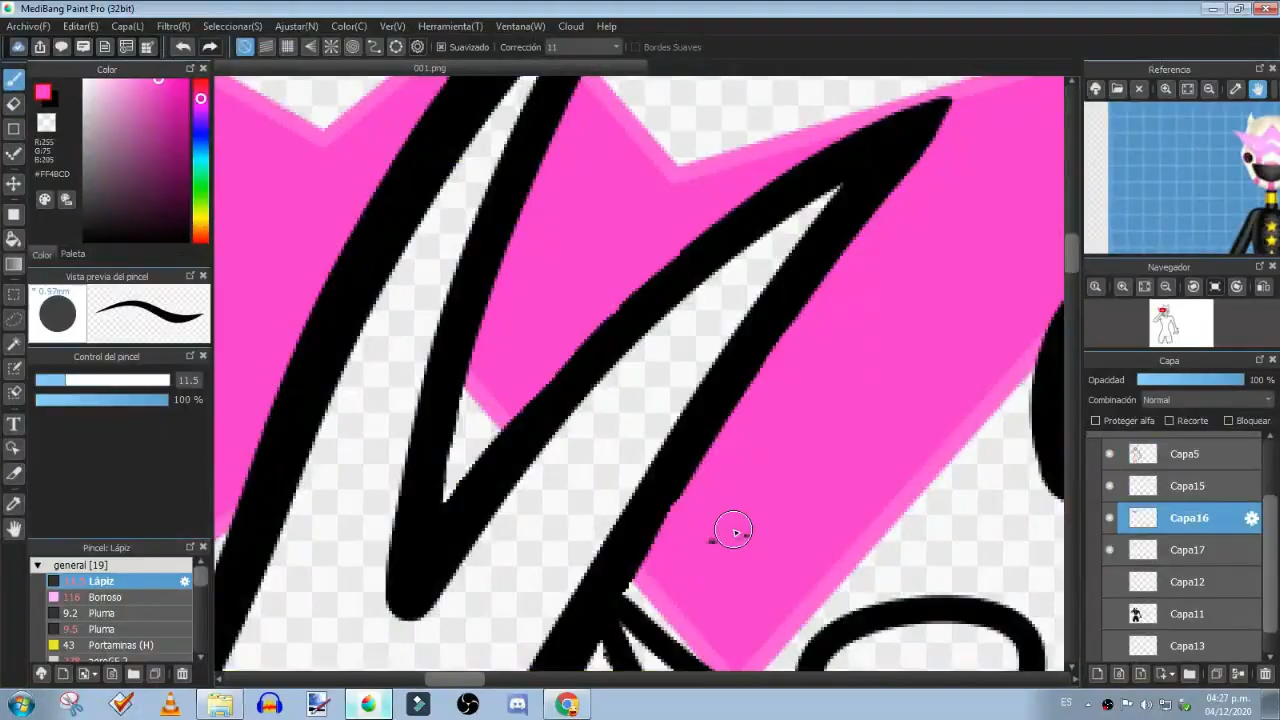 MediBang Paint Pro (32bit)
Archivo(F) Editar(E) Capa(L) Filtro(R) Seleccionar(S) Ajustar(N) Color(C) Ver(V) Herramienta(T) Ventana(W) Cloud Help
Suavizado Corrección 11 Bordes Suaves
Color
001.png
Referencia
R:255
G:75
B:205
#FF4BCD
Color Paleta
Vista previa del pincel
0.97mm
Navegador
Control del pincel
11.5
100 %
Capa
Opacidad 100 %
Combinación Normal
Proteger alfa Recorte Bloquear
Capa5
Capa15
Capa16
Capa17
Capa12
Capa11
Capa13
Pincel: Lápiz
general [19]
11.5 Lápiz
116 Borroso
9.2 Pluma
9.5 Pluma
43 Portaminas (H)
ES
04:27 p.m.
04/12/2020